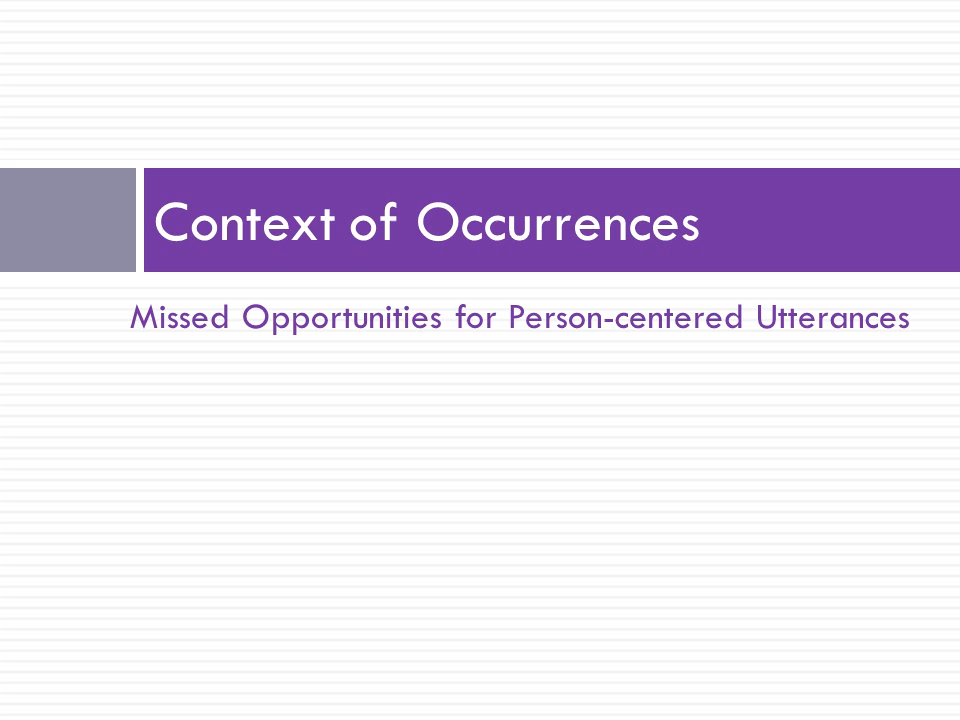 Context of Occurrences
Missed Opportunities for Person-centered Utterances